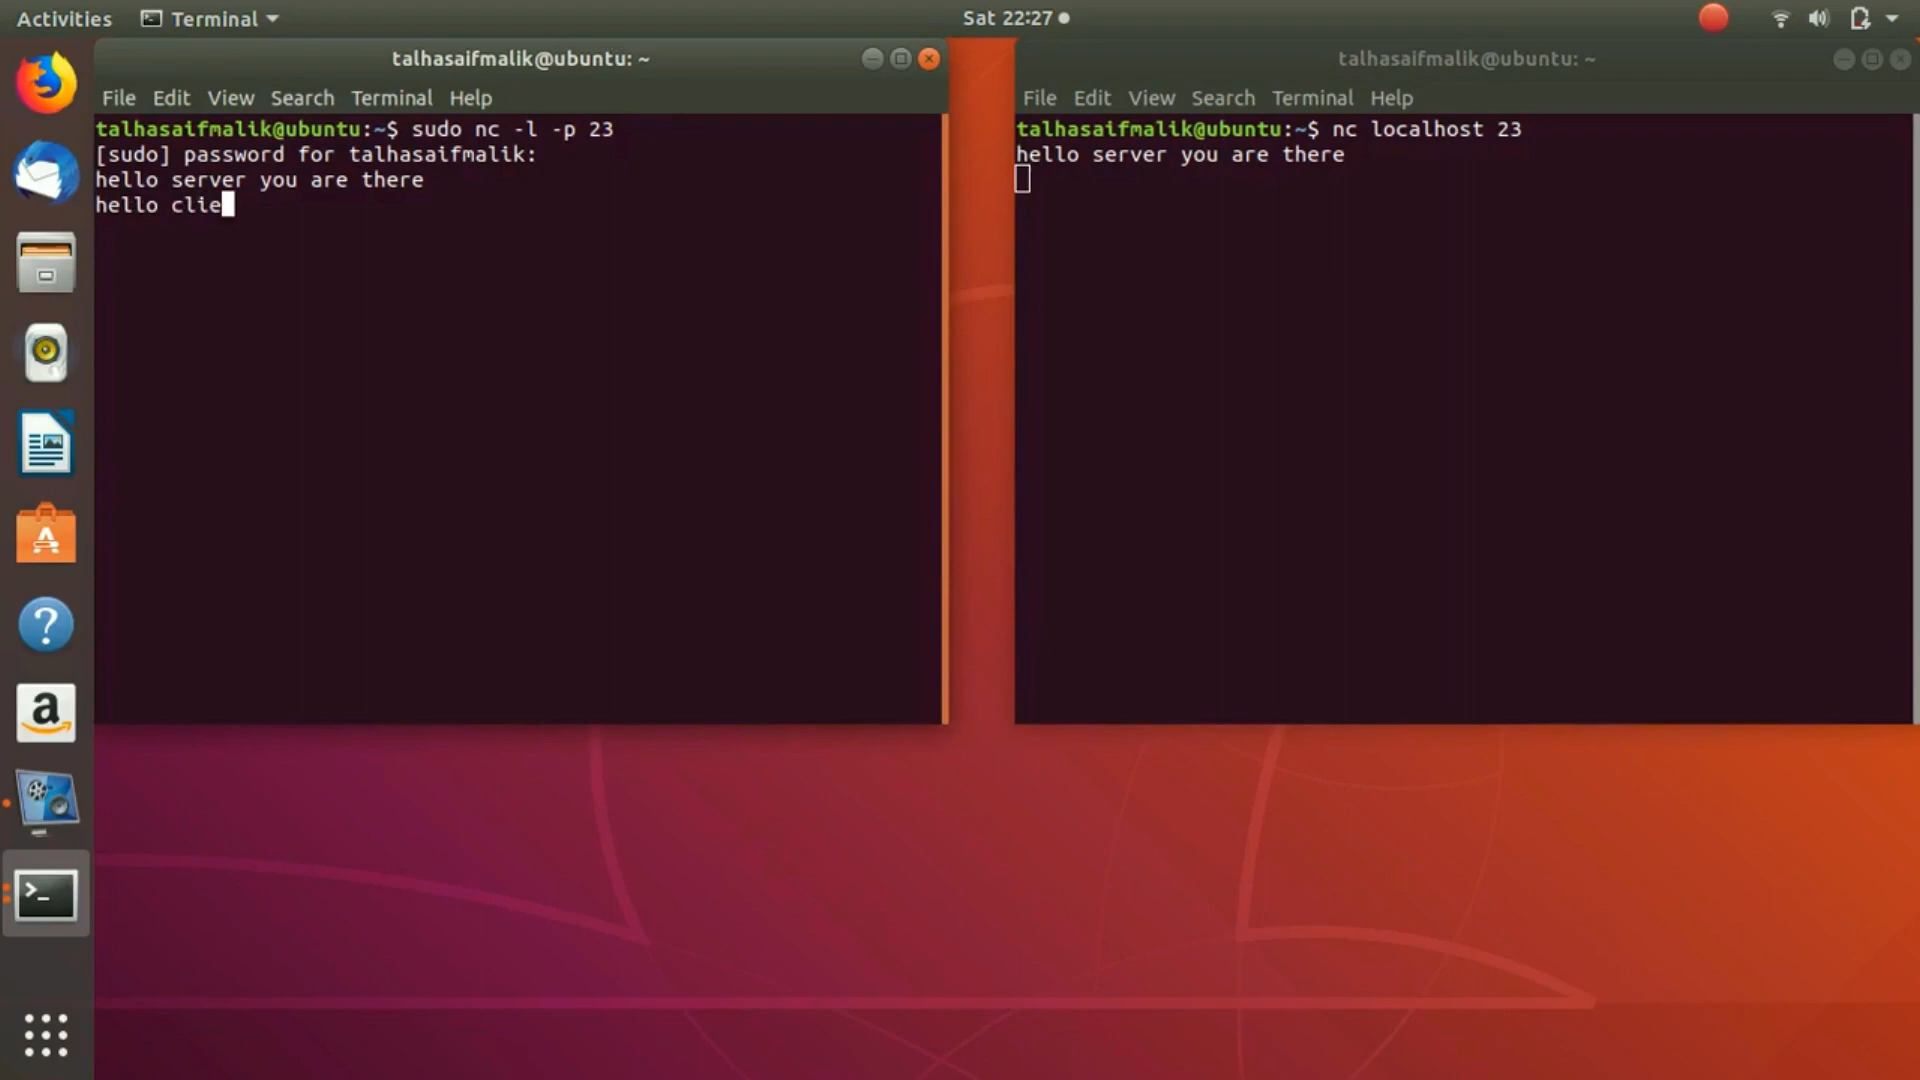 Activities Terminal Sat 22:27
talhasaifmalik@ubuntu: ~
File Edit View Search Terminal Help
talhasaifmalik@ubuntu:~$ sudo nc -l -p 23
[sudo] password for talhasaifmalik:
hello server you are there
hello clie
talhasaifmalik@ubuntu: ~
File Edit View Search Terminal Help
talhasaifmalik@ubuntu:~$ nc localhost 23
hello server you are there